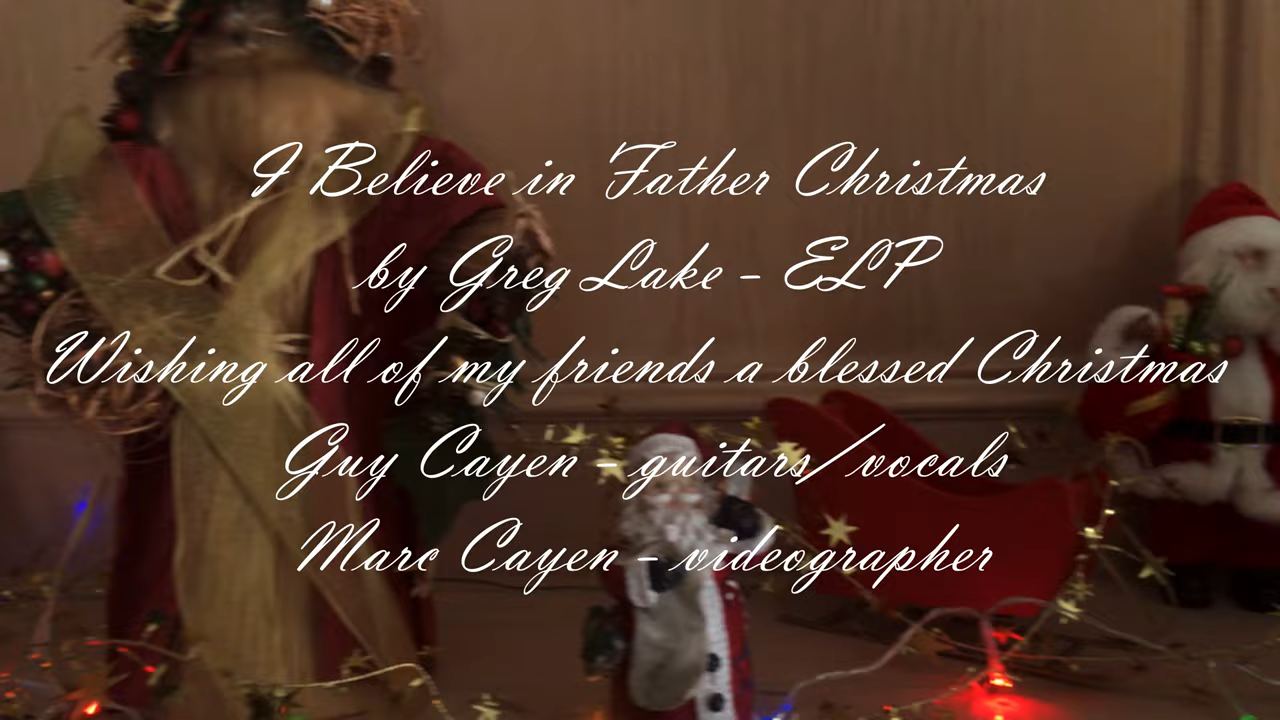 I Believe in Father Christmas
by Greg Lake - ELP
Wishing all of my friends a blessed Christmas
Guy Cayen - guitars/vocals
Marc Cayen - videographer